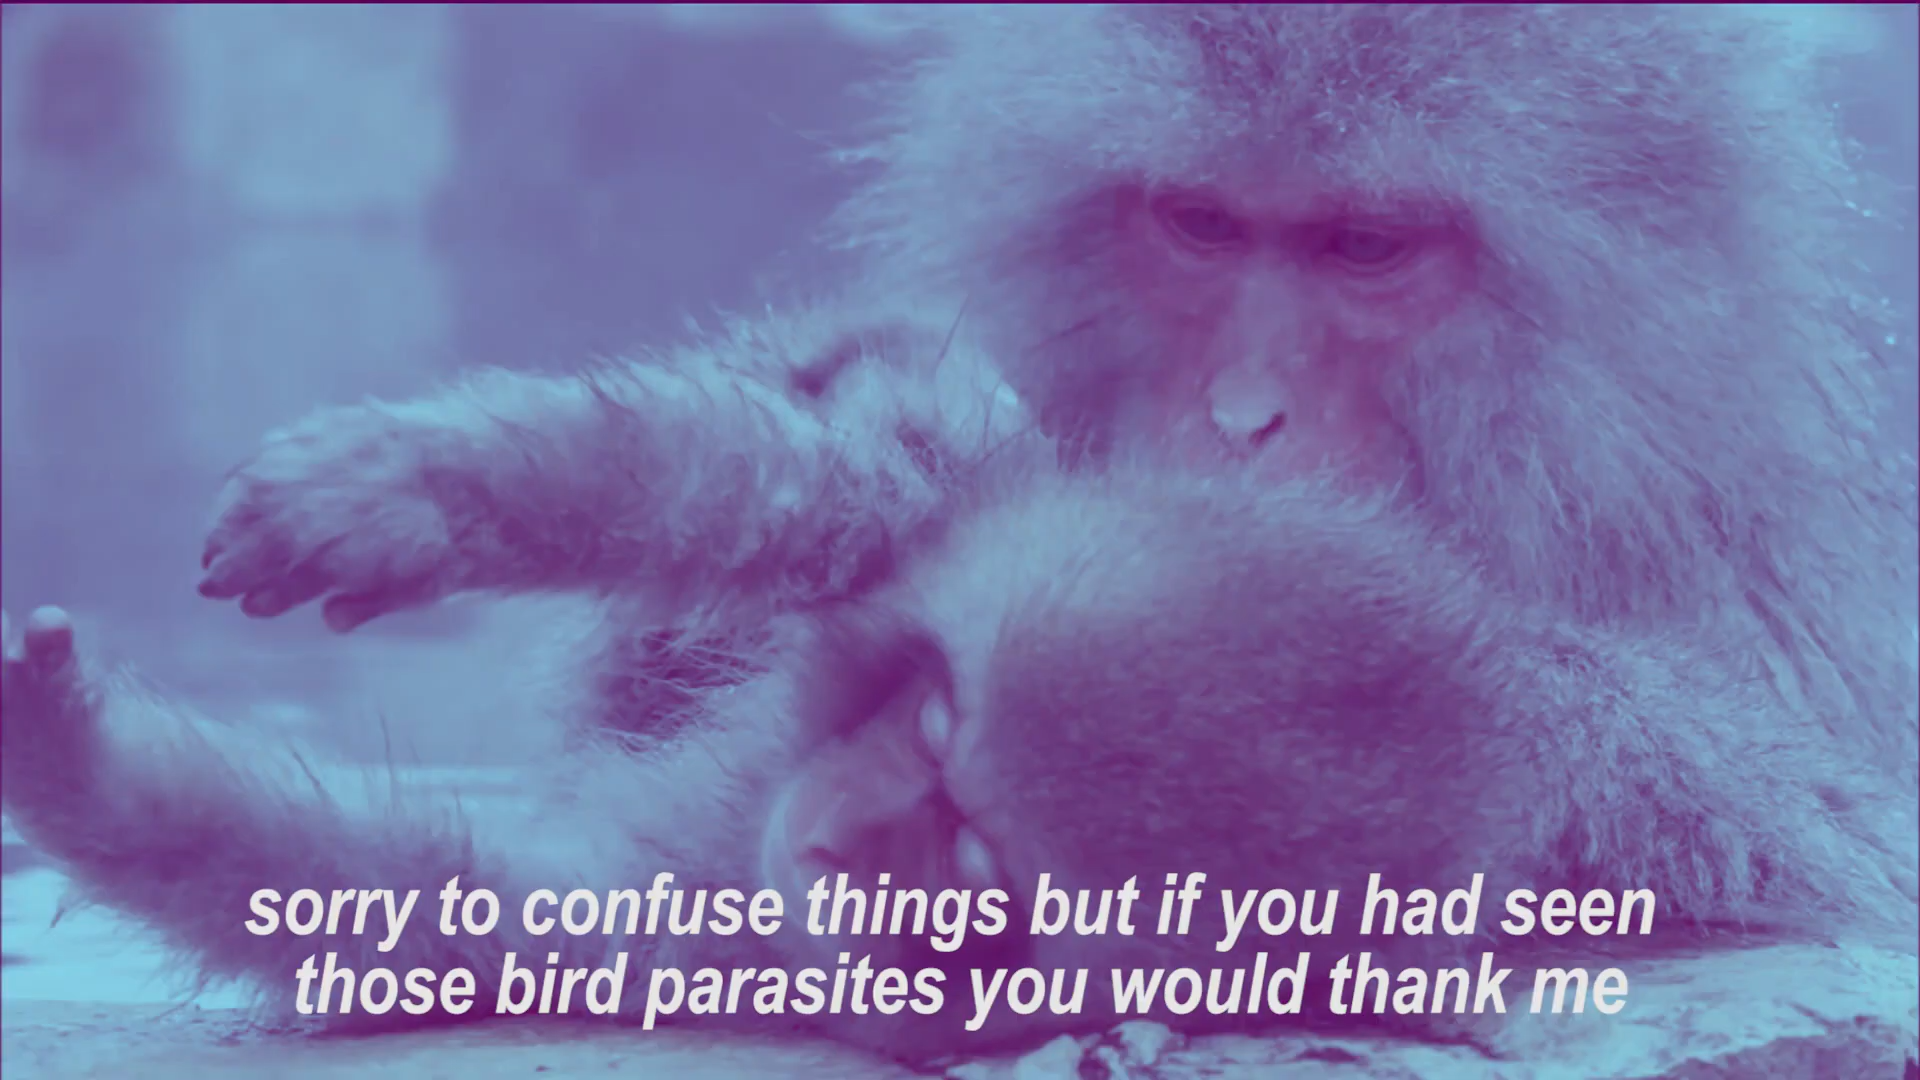 sorry to confuse things but if you had seen
those bird parasites you would thank me